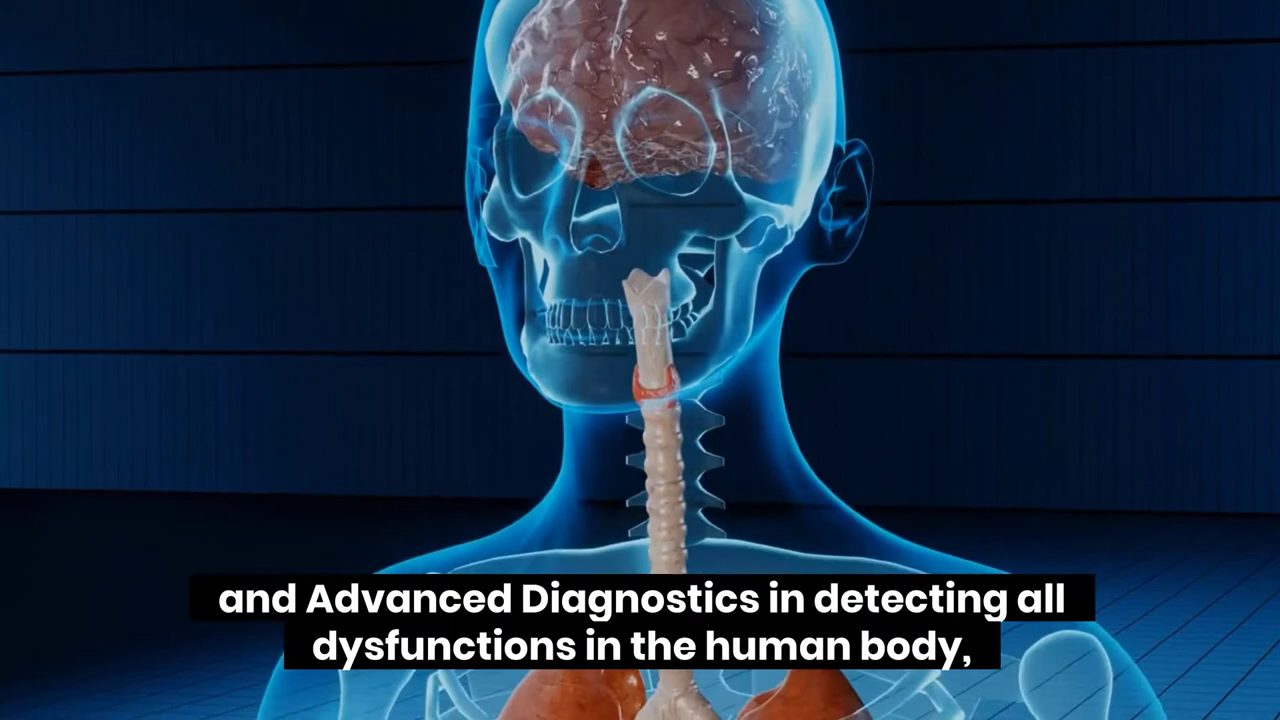 and Advanced Diagnostics in detecting all
dysfunctions in the human body,